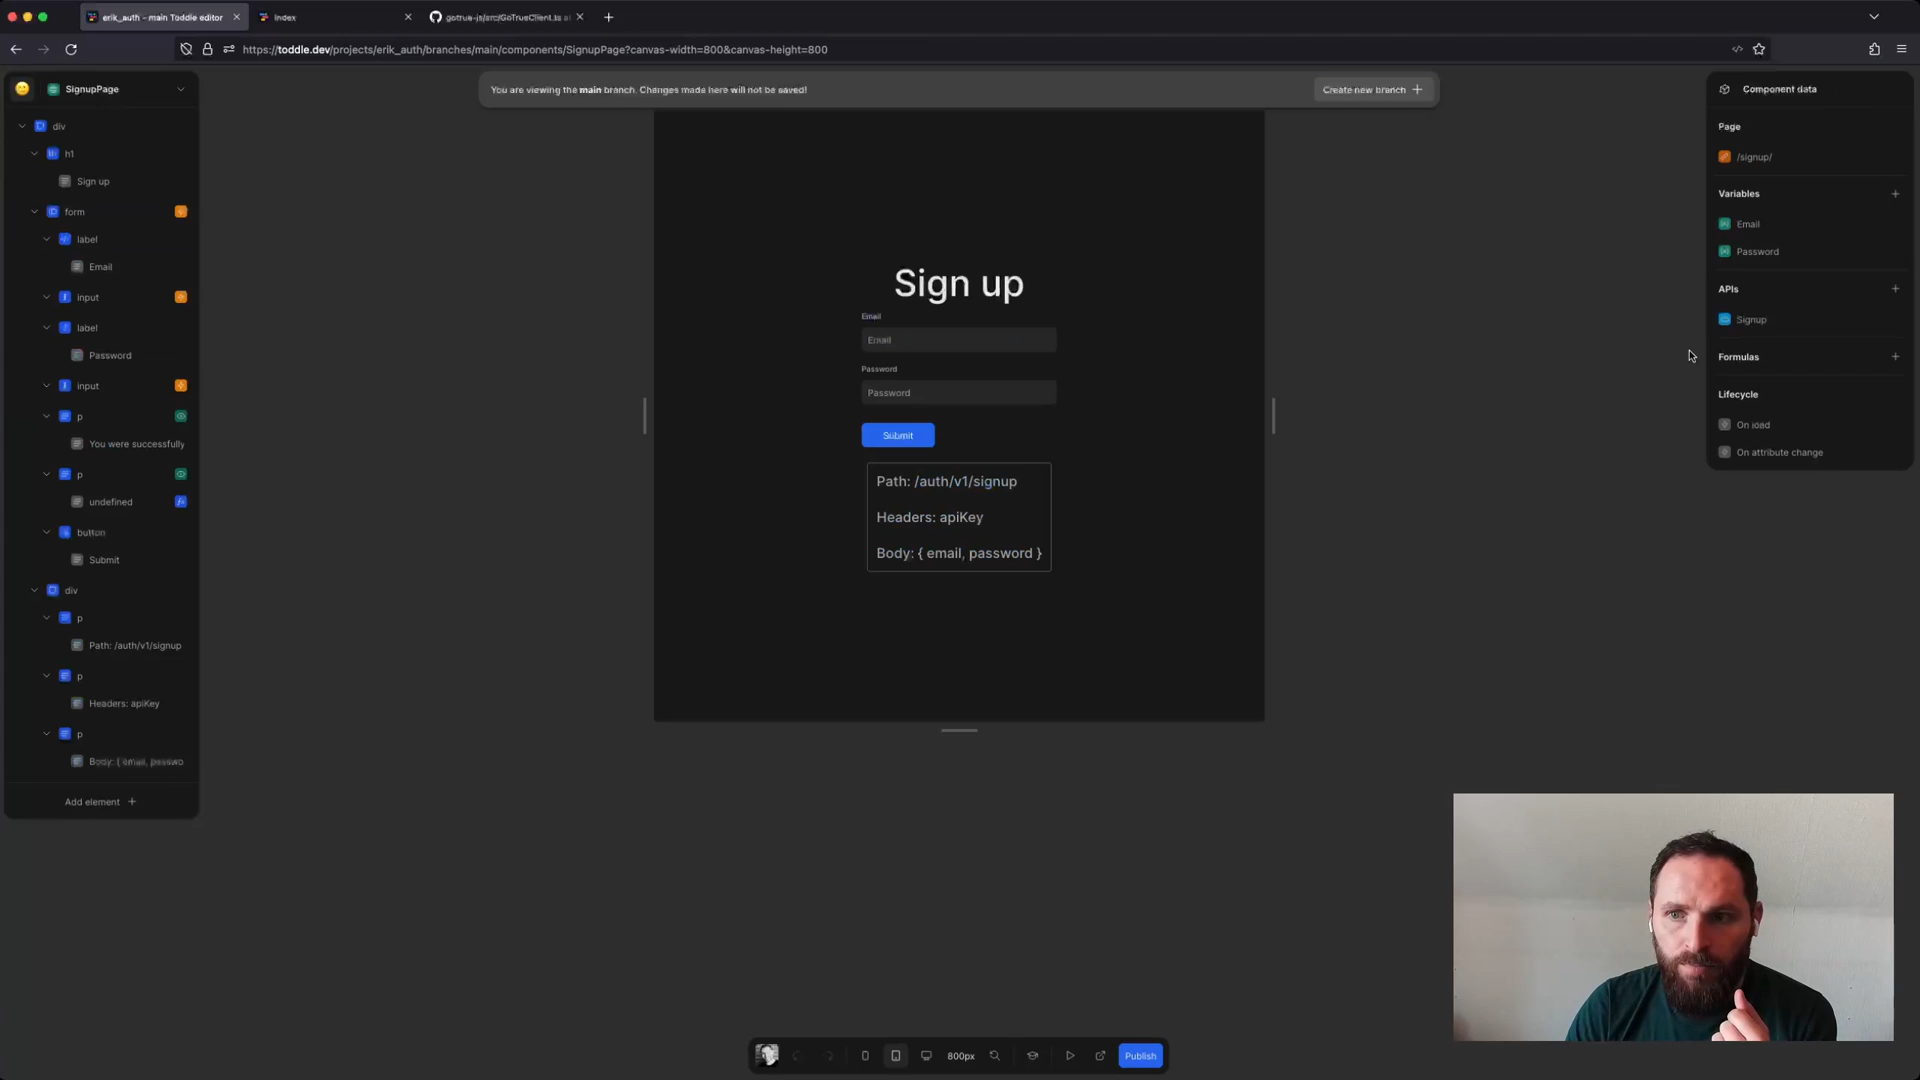 erik_auth – main Toddle editor
Index
gotrue-js/src/GoTrueClient.ts a
https://toddle.dev/projects/erik_auth/branches/main/components/SignupPage?canvas-width=800&canvas-height=800
SignupPage
div
h1
Sign up
form
label
Email
input
label
Password
input
p
You were successfully
p
undefined
button
Submit
div
p
Path: /auth/v1/signup
p
Headers: apiKey
p
Body: { email, passwo
Add element
You are viewing the main branch. Changes made here will not be saved!
Create new branch
Sign up
Email
Email
Password
Password
Submit
Path: /auth/v1/signup
Headers: apiKey
Body: { email, password }
Component data
Page
/signup/
Variables
Email
Password
APIs
Signup
Formulas
Lifecycle
On load
On attribute change
800px
Publish